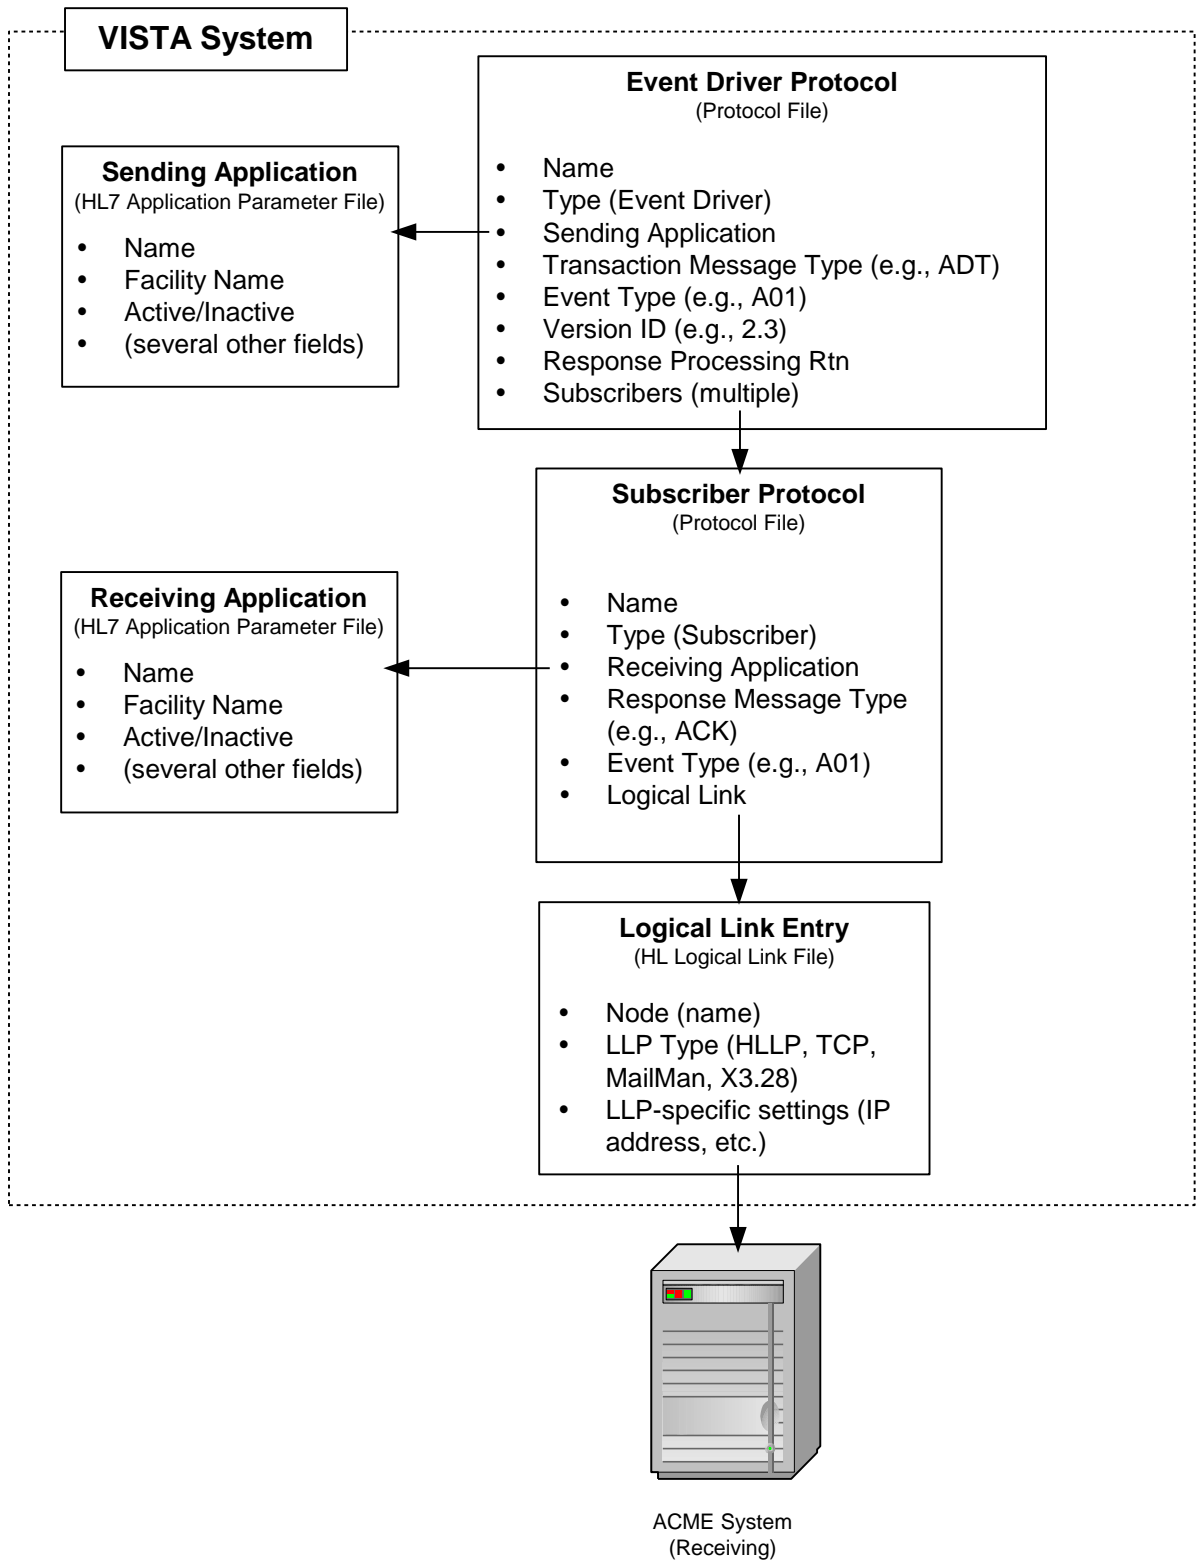 VISTA System
Event Driver Protocol
(Protocol File)
• Name
• Type (Event Driver)
• Sending Application
• Transaction Message Type (e.g., ADT)
• Event Type (e.g., A01)
• Version ID (e.g., 2.3)
• Response Processing Rtn
• Subscribers (multiple)
Sending Application
(HL7 Application Parameter File)
• Name
• Facility Name
• Active/Inactive
• (several other fields)
Subscriber Protocol
(Protocol File)
• Name
• Type (Subscriber)
• Receiving Application
• Response Message Type
(e.g., ACK)
• Event Type (e.g., A01)
• Logical Link
Receiving Application
(HL7 Application Parameter File)
• Name
• Facility Name
• Active/Inactive
• (several other fields)
Logical Link Entry
(HL Logical Link File)
• Node (name)
• LLP Type (HLLP, TCP,
MailMan, X3.28)
• LLP-specific settings (IP
address, etc.)
ACME System
(Receiving)